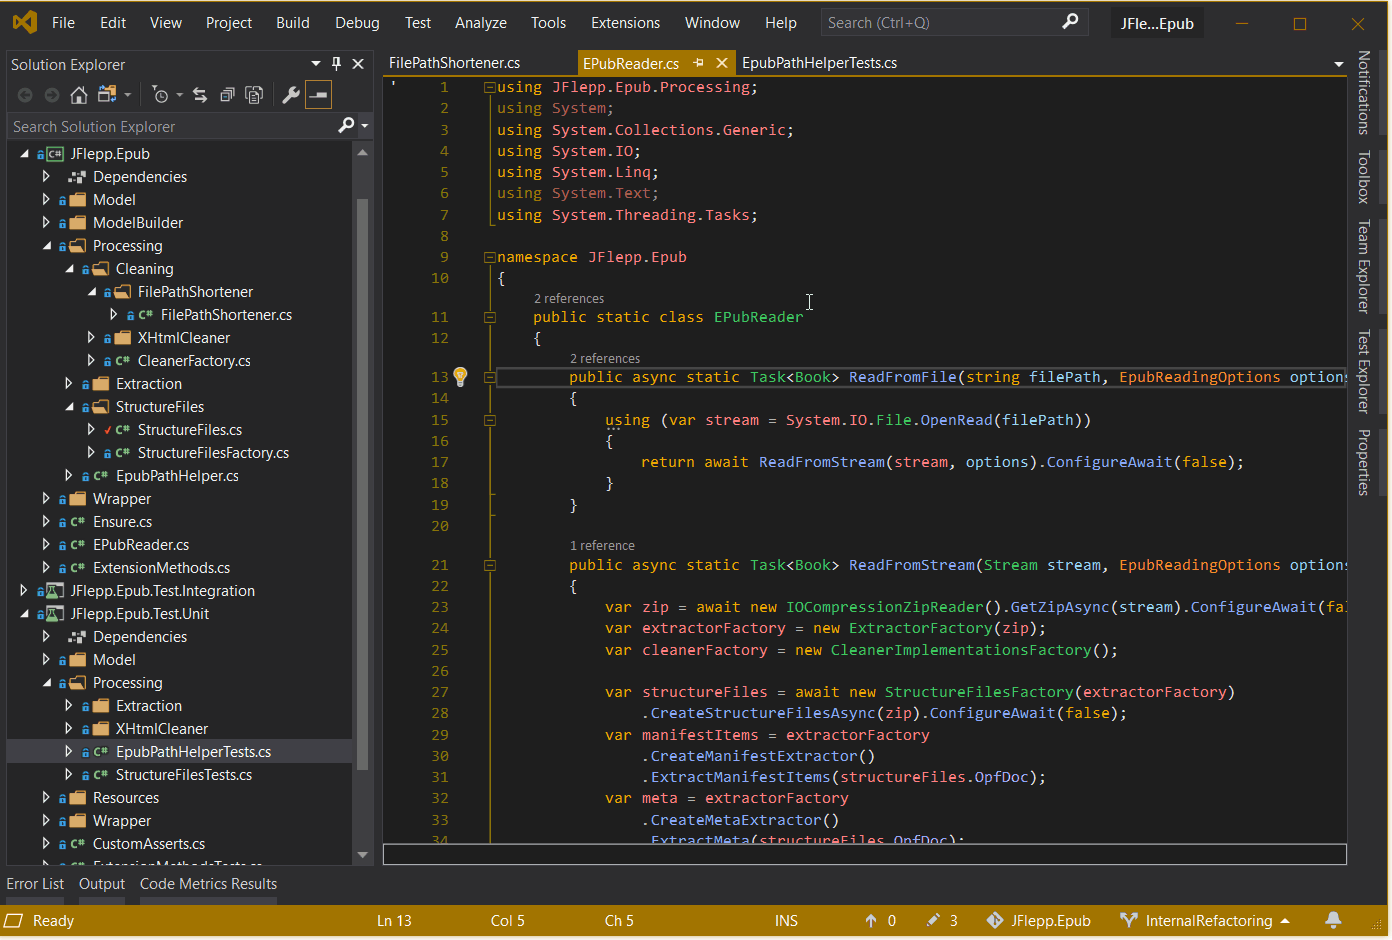 File Edit View Project Build Debug Test Analyze Tools Extensions Window Help Search (Ctrl+Q) JFle...Epub
Solution Explorer
Search Solution Explorer
JFlepp.Epub
Dependencies
Model
ModelBuilder
Processing
Cleaning
FilePathShortener
C# FilePathShortener.cs
XHtmlCleaner
C# CleanerFactory.cs
Extraction
StructureFiles
C# StructureFiles.cs
C# StructureFilesFactory.cs
C# EpubPathHelper.cs
Wrapper
C# Ensure.cs
C# EPubReader.cs
C# ExtensionMethods.cs
JFlepp.Epub.Test.Integration
JFlepp.Epub.Test.Unit
Dependencies
Model
Processing
Extraction
XHtmlCleaner
C# EpubPathHelperTests.cs
C# StructureFilesTests.cs
Resources
Wrapper
C# CustomAsserts.cs
ExtensionMethodsTests.cs
FilePathShortener.cs EPubReader.cs EpubPathHelperTests.cs
1 using JFlepp.Epub.Processing;
2 using System;
3 using System.Collections.Generic;
4 using System.IO;
5 using System.Linq;
6 using System.Text;
7 using System.Threading.Tasks;
8
9 namespace JFlepp.Epub
10 {
2 references
11 public static class EPubReader
12 {
2 references
13 public async static Task<Book> ReadFromFile(string filePath, EpubReadingOptions options
14 {
15 using (var stream = System.IO.File.OpenRead(filePath))
16 {
17 return await ReadFromStream(stream, options).ConfigureAwait(false);
18 }
19 }
20
1 reference
21 public async static Task<Book> ReadFromStream(Stream stream, EpubReadingOptions options
22 {
23 var zip = await new IOCompressionZipReader().GetZipAsync(stream).ConfigureAwait(fal
24 var extractorFactory = new ExtractorFactory(zip);
25 var cleanerFactory = new CleanerImplementationsFactory();
26
27 var structureFiles = await new StructureFilesFactory(extractorFactory)
28 .CreateStructureFilesAsync(zip).ConfigureAwait(false);
29 var manifestItems = extractorFactory
30 .CreateManifestExtractor()
31 .ExtractManifestItems(structureFiles.OpfDoc);
32 var meta = extractorFactory
33 .CreateMetaExtractor()
34 .ExtractMeta(structureFiles.OpfDoc);
Notifications
Toolbox
Team Explorer
Test Explorer
Properties
Error List Output Code Metrics Results
Ready Ln 13 Col 5 Ch 5 INS 0 3 JFlepp.Epub InternalRefactoring